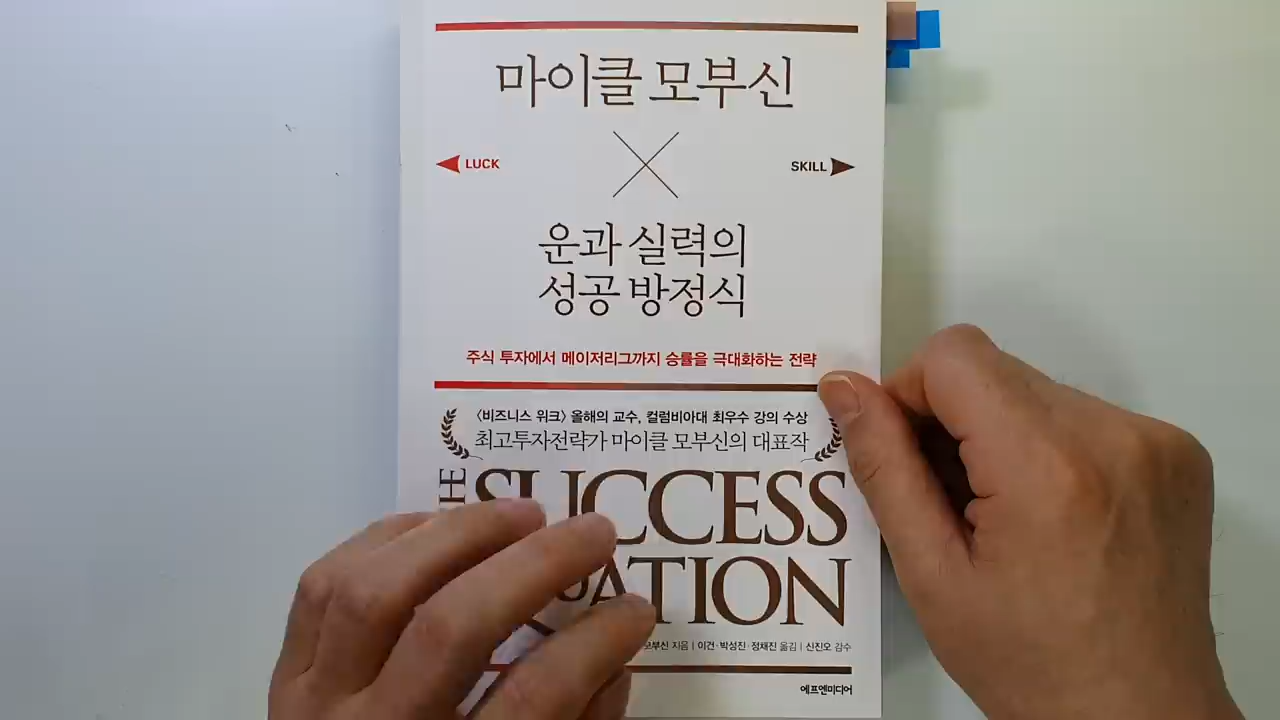 마이클 모부신
LUCK
SKILL
운과 실력의
성공 방정식
주식 투자에서 메이저리그까지 승률을 극대화하는 전략
〈비즈니스 위크〉 올해의 교수, 컬럼비아대 최우수 강의 수상
최고투자전략가 마이클 모부신의 대표작
SUCCESS
모부신 지음 | 이건·박성진·정채진 옮김 | 신진오 감수
에프엔미디어